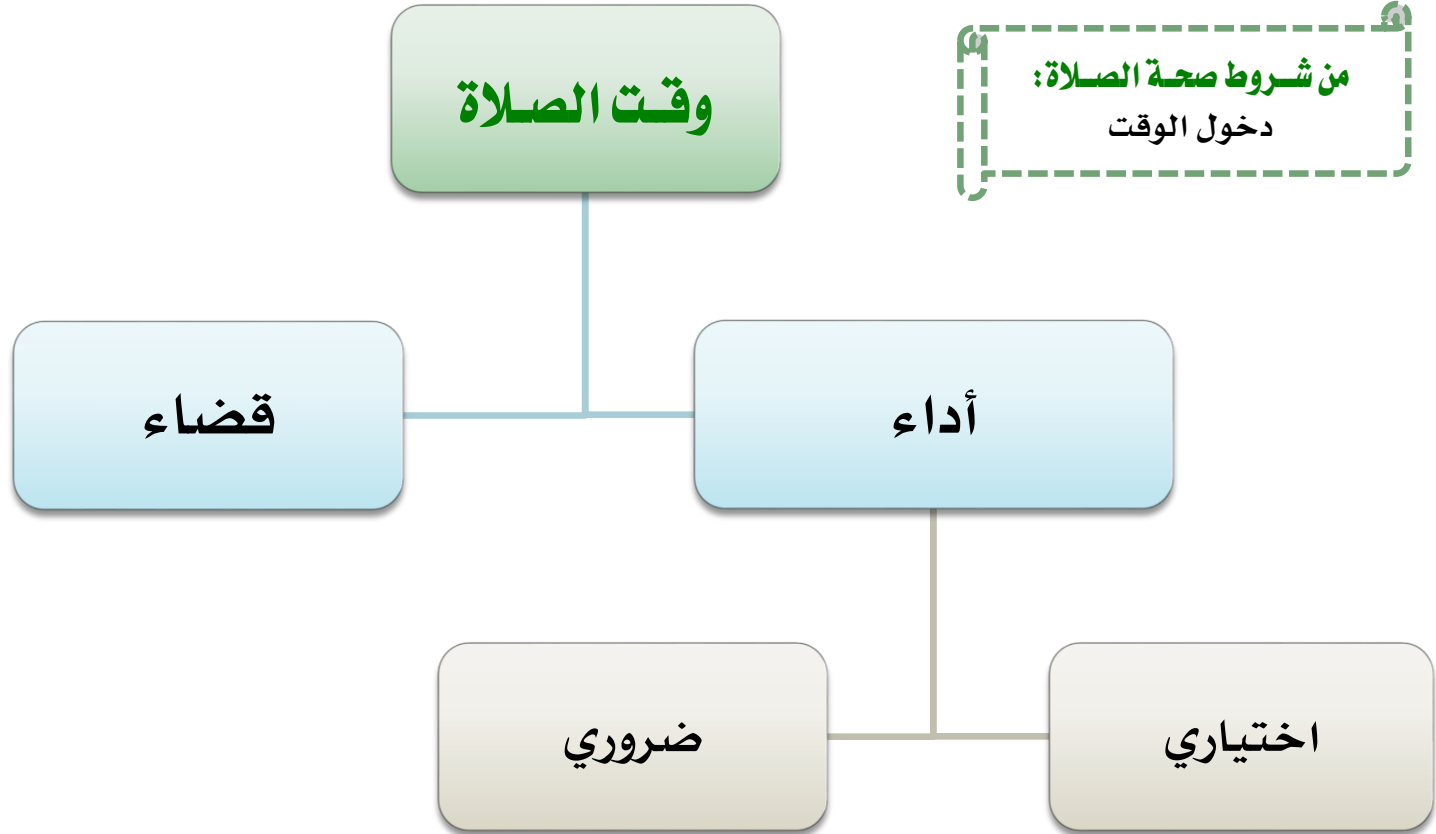 من شروط صحة الصلاة:
دخول الوقت
وقت الصلاة
أداء
قضاء
اختياري
ضروري